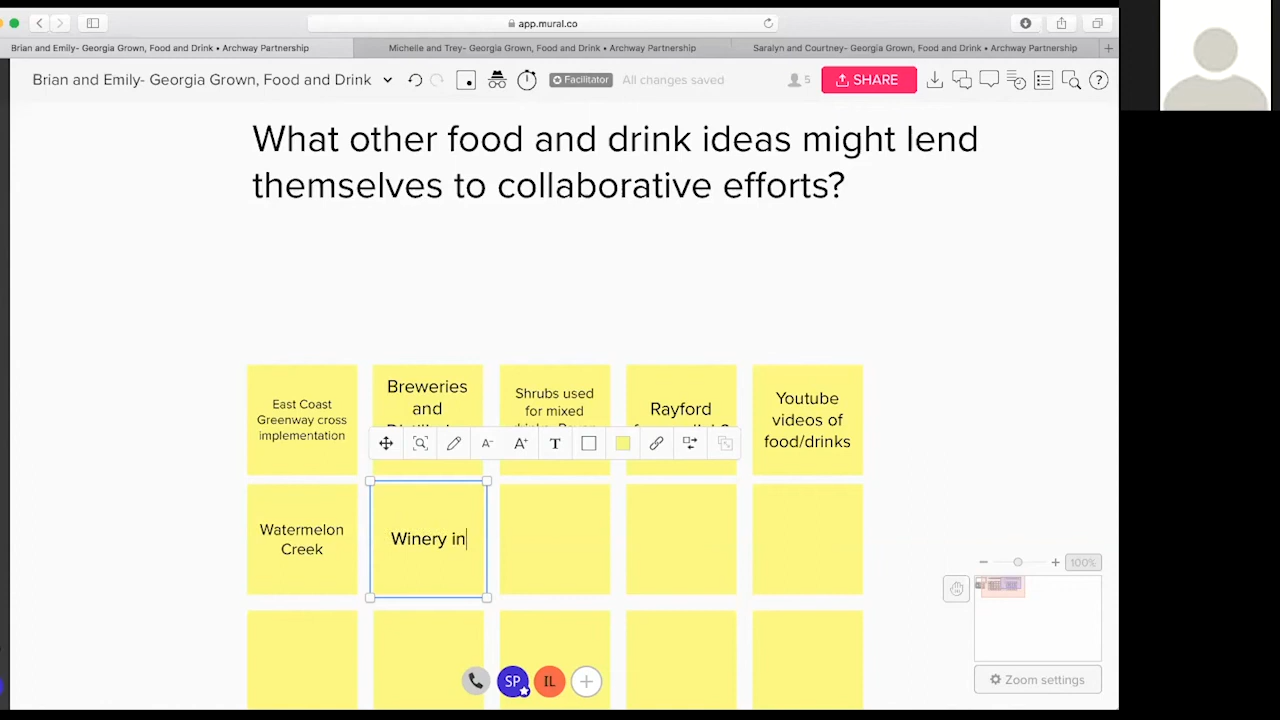 app.mural.co
Brian and Emily- Georgia Grown, Food and Drink • Archway Partnership
Michelle and Trey- Georgia Grown, Food and Drink • Archway Partnership
Saralyn and Courtney- Georgia Grown, Food and Drink • Archway Partnership
Brian and Emily- Georgia Grown, Food and Drink
Facilitator
All changes saved
5
SHARE
?
What other food and drink ideas might lend
themselves to collaborative efforts?
East Coast
Greenway cross
implementation
Breweries
and
Shrubs used
for mixed
Rayford
Youtube
videos of
food/drinks
A-
A+
T
Watermelon
Creek
Winery in
100%
SP
IL
Zoom settings